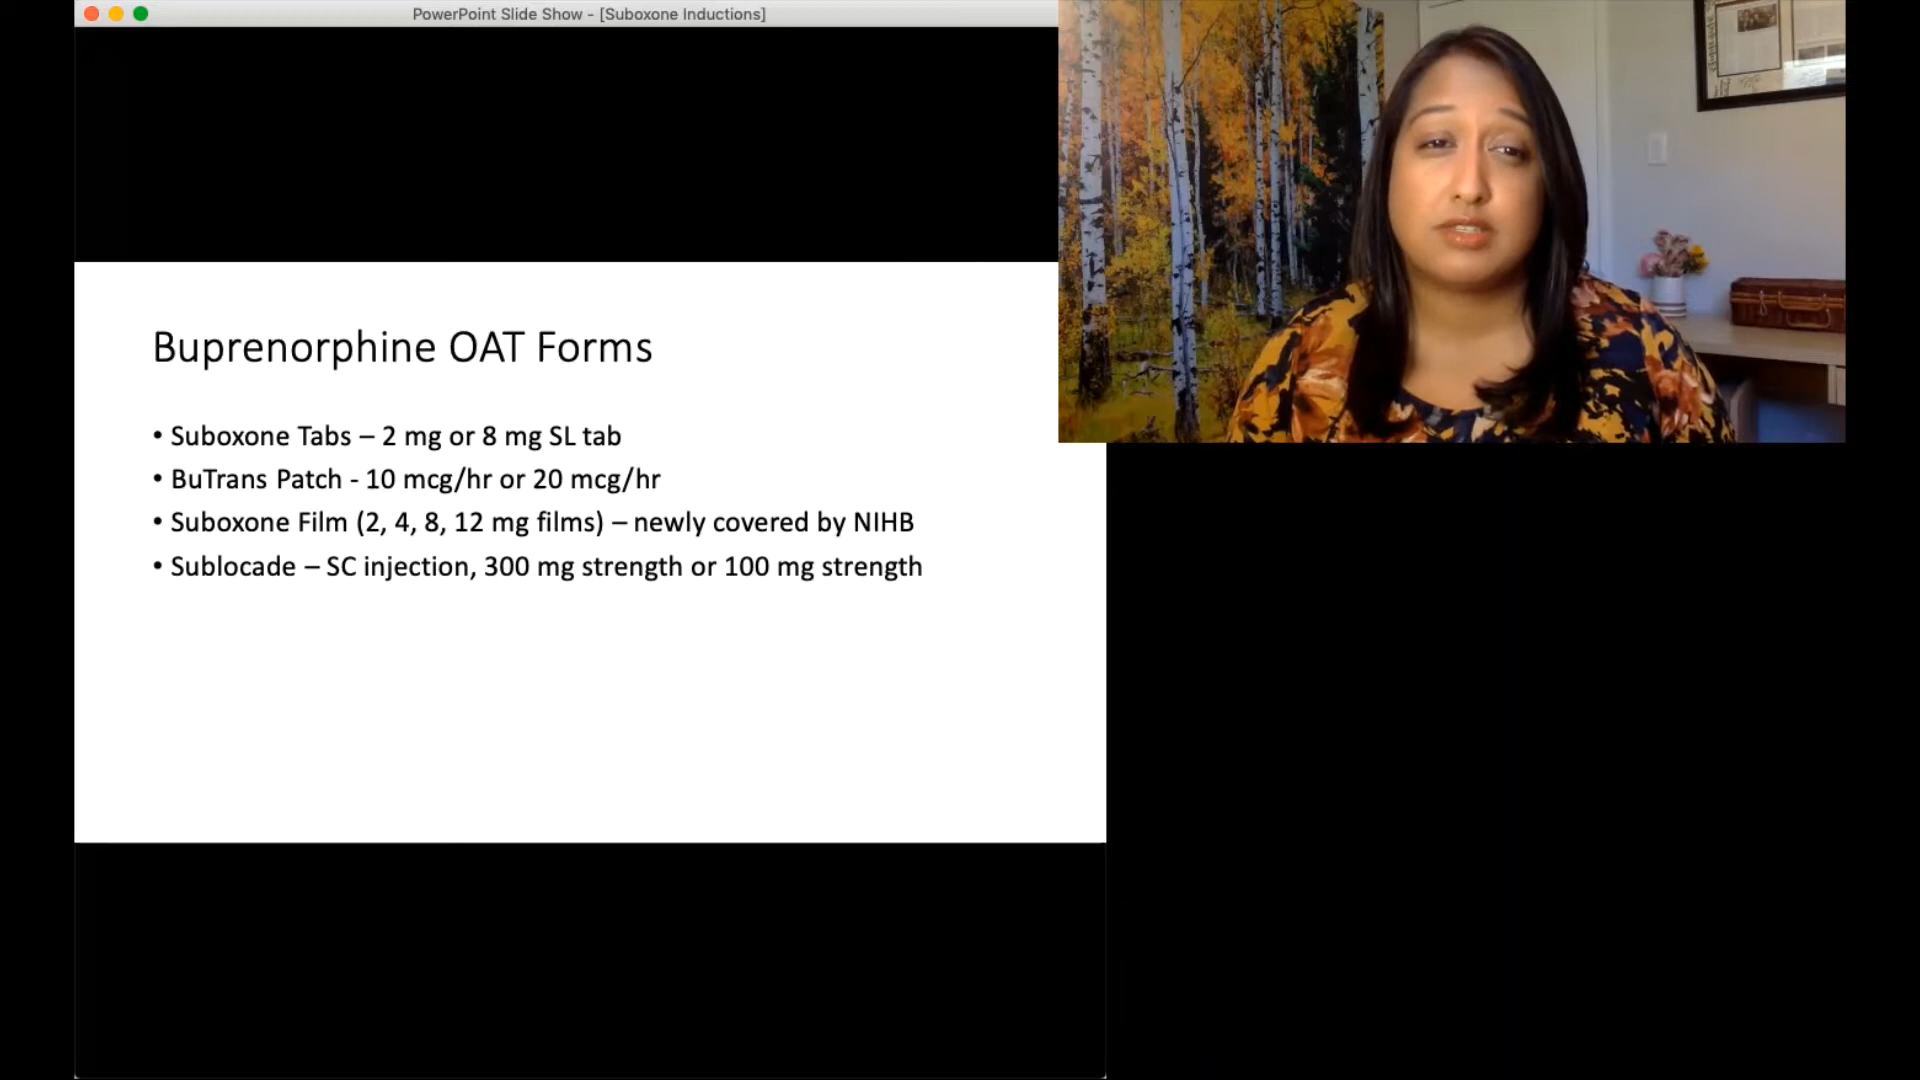 PowerPoint Slide Show - [Suboxone Inductions]
Buprenorphine OAT Forms
• Suboxone Tabs – 2 mg or 8 mg SL tab
• BuTrans Patch - 10 mcg/hr or 20 mcg/hr
• Suboxone Film (2, 4, 8, 12 mg films) – newly covered by NIHB
• Sublocade – SC injection, 300 mg strength or 100 mg strength